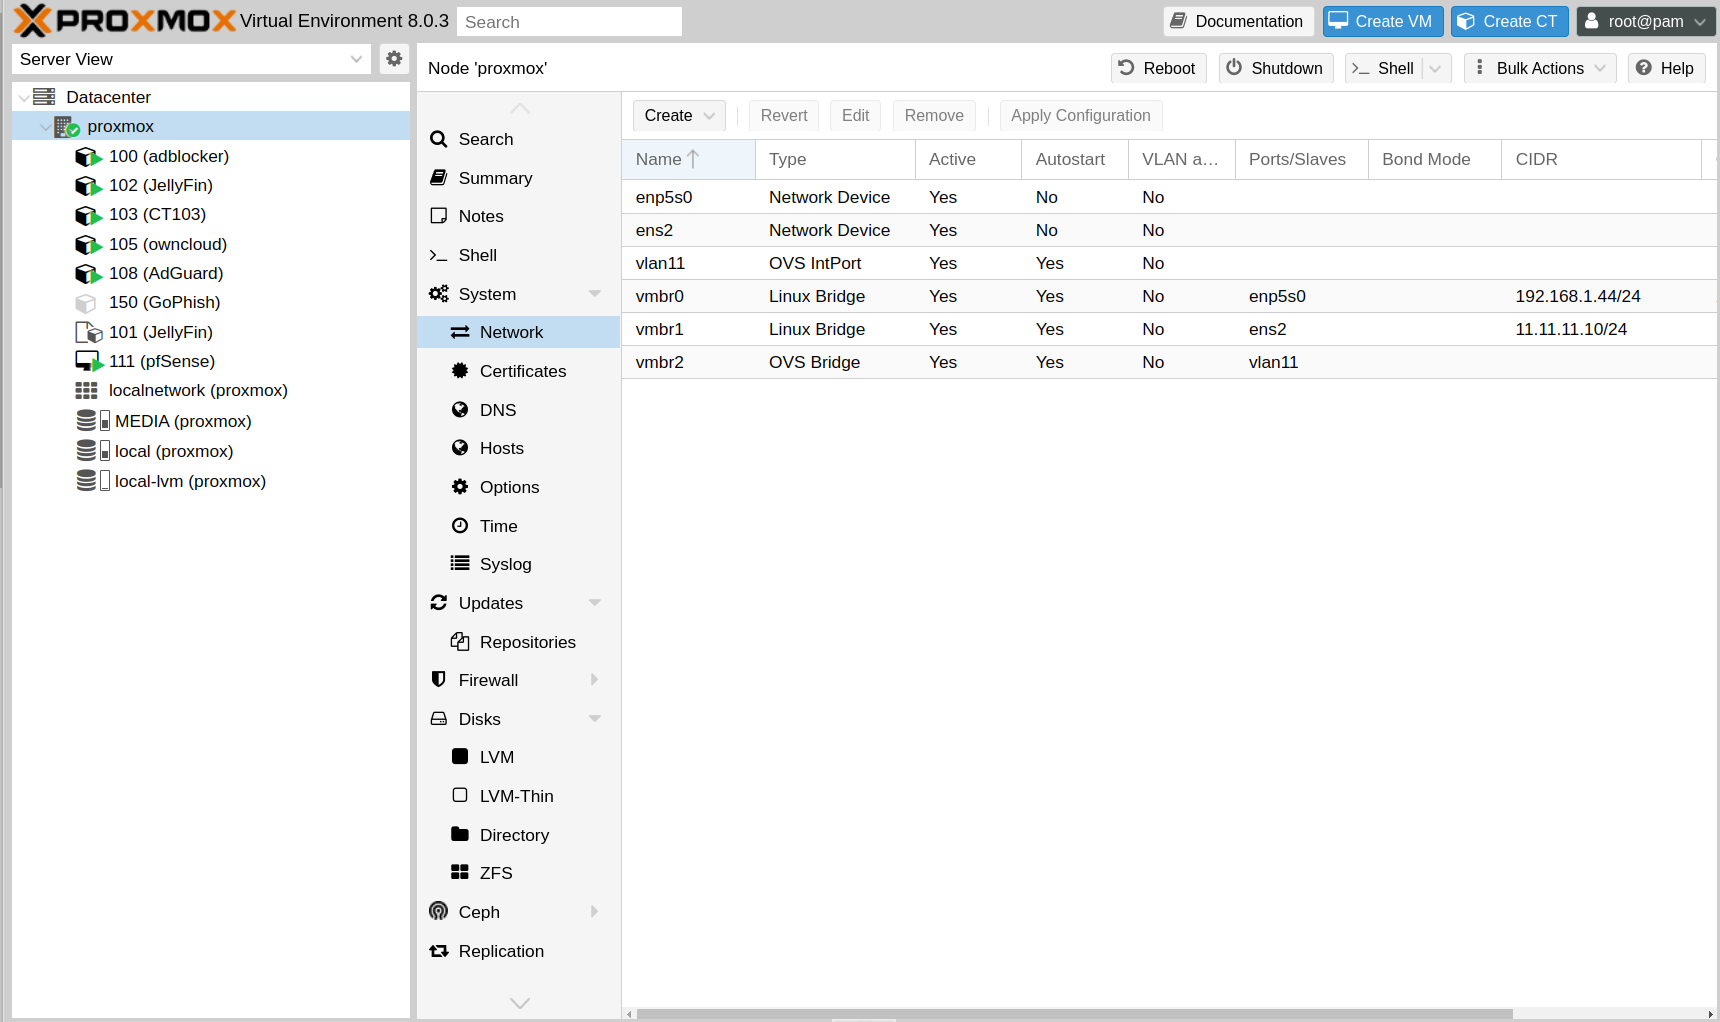 PROXMOX Virtual Environment 8.0.3 Search Documentation Create VM Create CT root@pam
Server View
Datacenter
proxmox
100 (adblocker)
102 (JellyFin)
103 (CT103)
105 (owncloud)
108 (AdGuard)
150 (GoPhish)
101 (JellyFin)
111 (pfSense)
localnetwork (proxmox)
MEDIA (proxmox)
local (proxmox)
local-lvm (proxmox)
Node 'proxmox' Reboot Shutdown Shell Bulk Actions Help
Search
Summary
Notes
Shell
System
Network
Certificates
DNS
Hosts
Options
Time
Syslog
Updates
Repositories
Firewall
Disks
LVM
LVM-Thin
Directory
ZFS
Ceph
Replication
Create Revert Edit Remove Apply Configuration
Name Type Active Autostart VLAN a... Ports/Slaves Bond Mode CIDR
enp5s0 Network Device Yes No No
ens2 Network Device Yes No No
vlan11 OVS IntPort Yes Yes No
vmbr0 Linux Bridge Yes Yes No enp5s0 192.168.1.44/24
vmbr1 Linux Bridge Yes Yes No ens2 11.11.11.10/24
vmbr2 OVS Bridge Yes Yes No vlan11